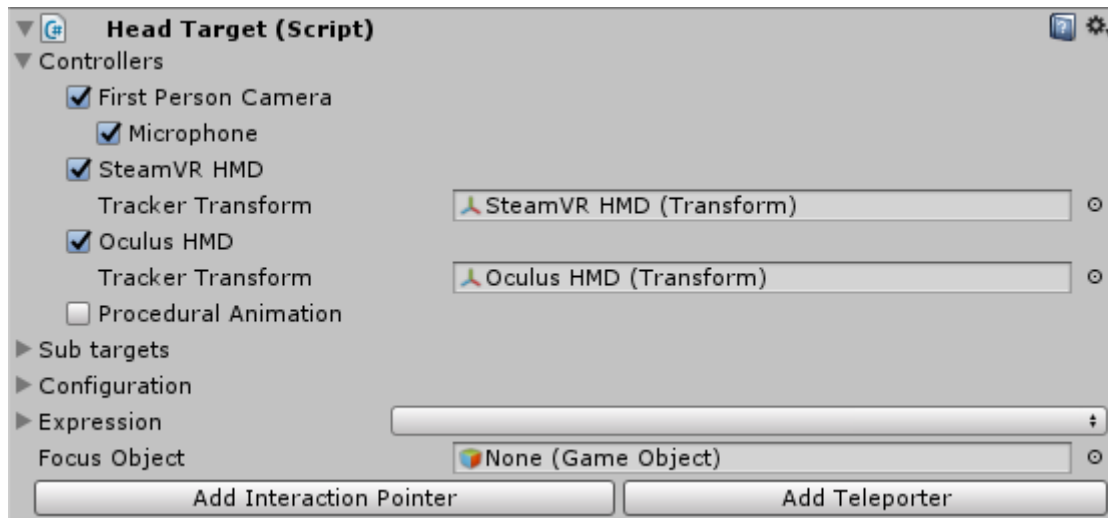 Head Target (Script)
Controllers
First Person Camera
Microphone
SteamVR HMD
Tracker Transform SteamVR HMD (Transform)
Oculus HMD
Tracker Transform Oculus HMD (Transform)
Procedural Animation
Sub targets
Configuration
Expression
Focus Object None (Game Object)
Add Interaction Pointer Add Teleporter